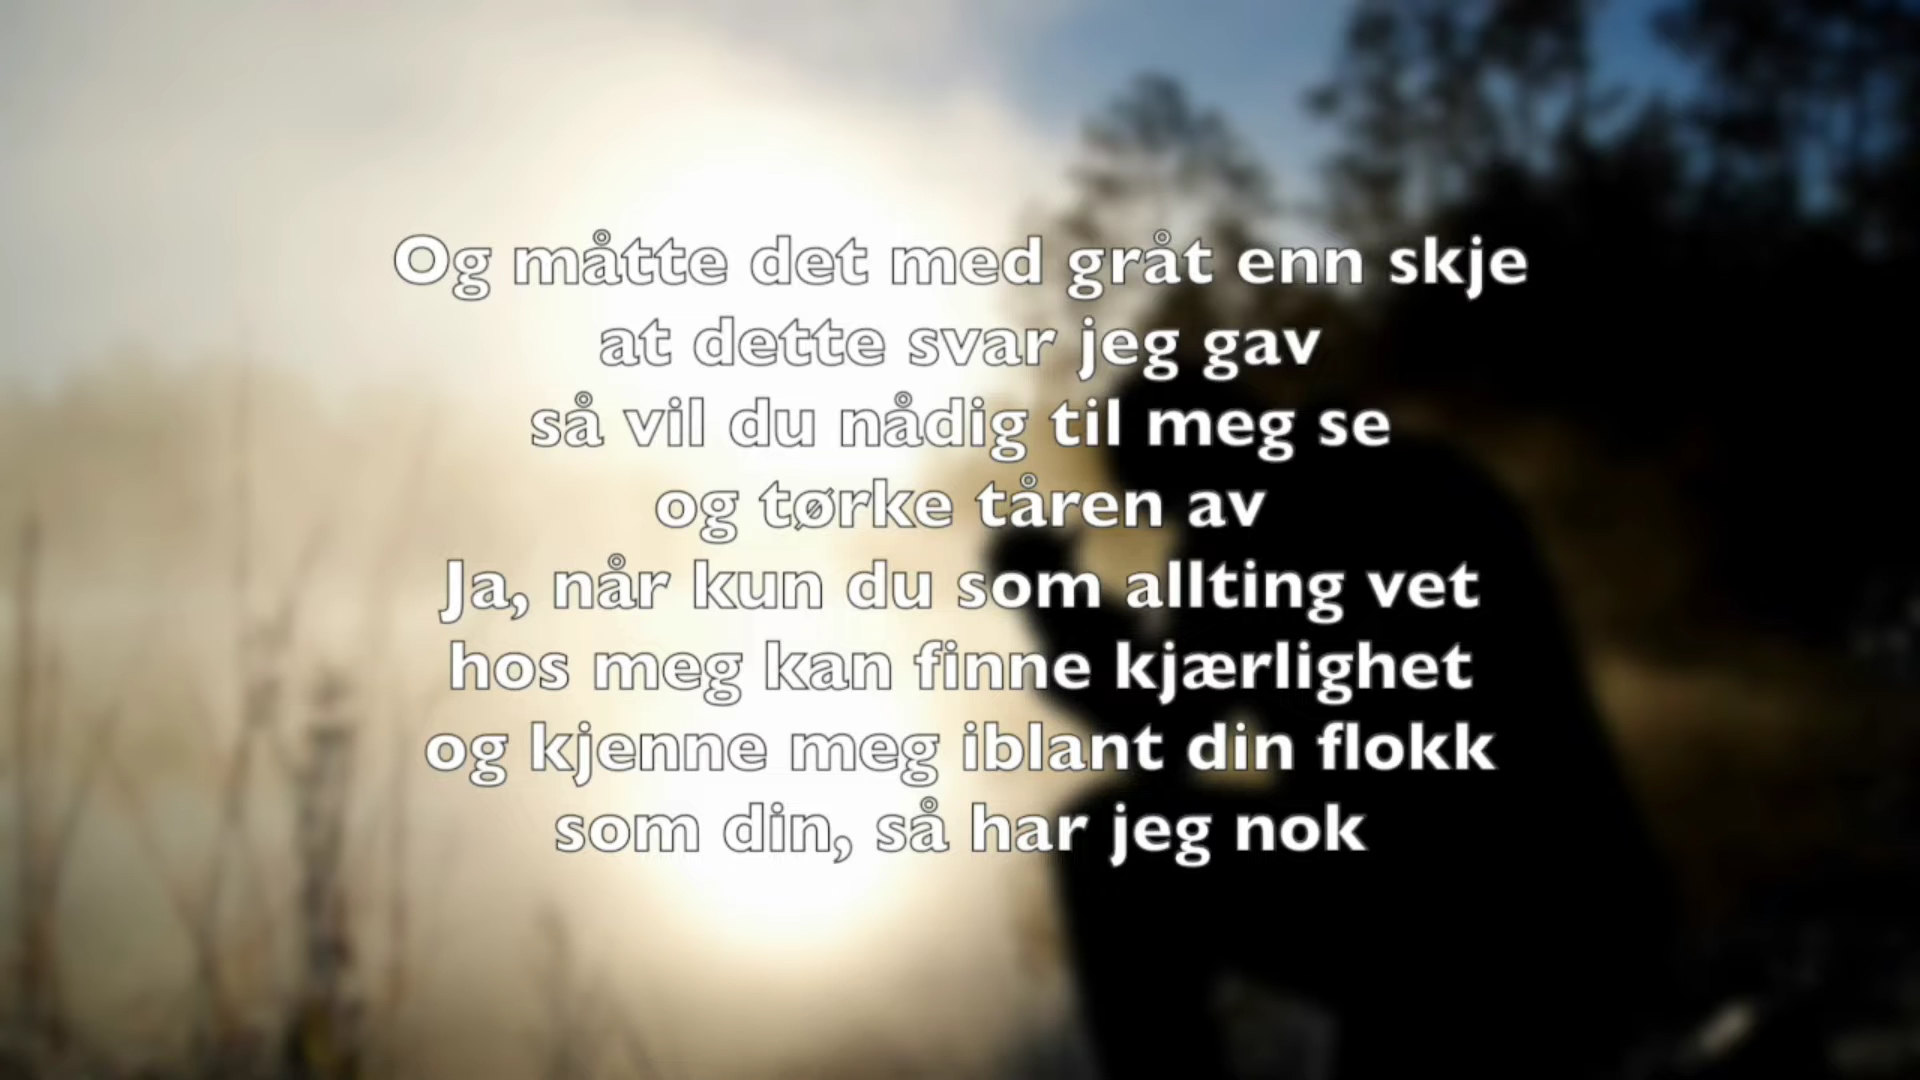 Og måtte det med gråt enn skje
at dette svar jeg gav
så vil du nådig til meg se
og tørke tåren av
Ja, når kun du som allting vet
hos meg kan finne kjærlighet
og kjenne meg iblant din flokk
som din, så har jeg nok